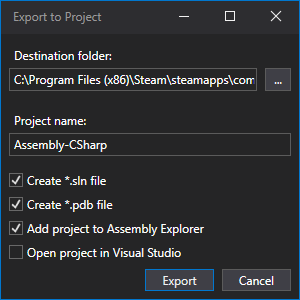 Export to Project
Destination folder:
C:\Program Files (x86)\Steam\steamapps\com
...
Project name:
Assembly-CSharp
Create *.sln file
Create *.pdb file
Add project to Assembly Explorer
Open project in Visual Studio
Export
Cancel